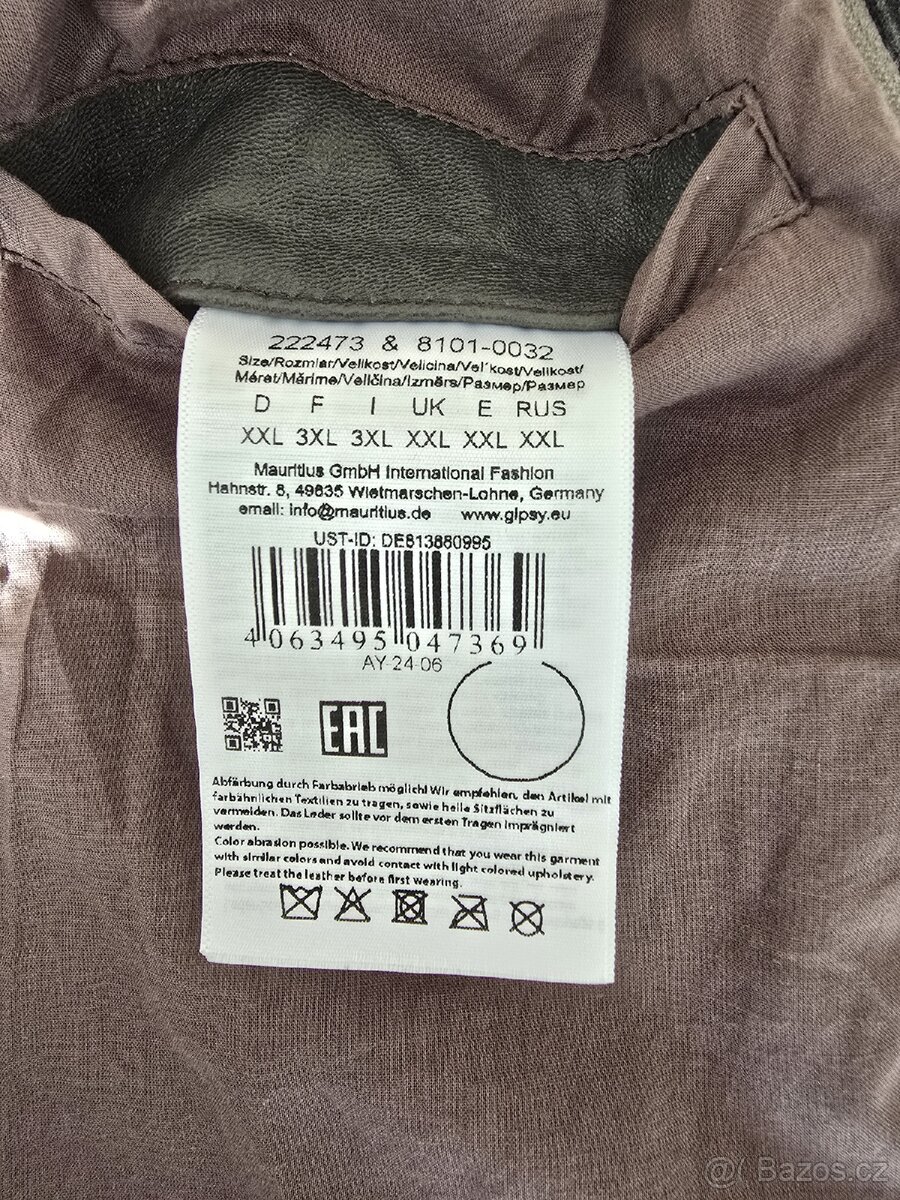 222473 & 8101-0032
Size/Rozmiar/Velikost/Velicina/Vel'kost/Velikost/
Méret/Mărime/Veličina/Izmērs/Размер/Размер
D F I UK E RUS
XXL 3XL 3XL XXL XXL XXL
Mauritius GmbH International Fashion
Hahnstr. 8, 49835 Wietmarschen-Lohne, Germany
email: info@mauritius.de www.gipsy.eu
UST-ID: DE813880995
4 063495 047369
AY-24-06
EAC
Abfärbung durch Farbabrieb möglich! Wir empfehlen, den Artikel mit
farbähnlichen Textilien zu tragen, sowie helle Sitzflächen zu
vermeiden. Das Leder sollte vor dem ersten Tragen imprägniert
werden.
Color abrasion possible. We recommend that you wear this garment
with similar colors and avoid contact with light colored upholstery.
Please treat the leather before first wearing.
@( Bazos.cz